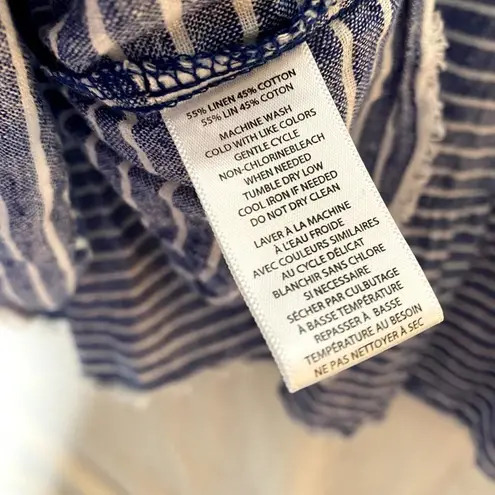 55% LINEN 45% COTTON
55% LIN 45% COTON
MACHINE WASH
COLD WITH LIKE COLORS
GENTLE CYCLE
NON-CHLORINEBLEACH
WHEN NEEDED
TUMBLE DRY LOW
COOL IRON IF NEEDED
DO NOT DRY CLEAN
LAVER À LA MACHINE
À L'EAU FROIDE
AVEC COULEURS SIMILAIRES
AU CYCLE DÉLICAT
BLANCHIR SANS CHLORE
SI NECESSAIRE
SÉCHER PAR CULBUTAGE
À BASSE TEMPÉRATURE
REPASSER À BASSE
TEMPÉRATURE AU BESOIN
NE PAS NETTOYER À SEC